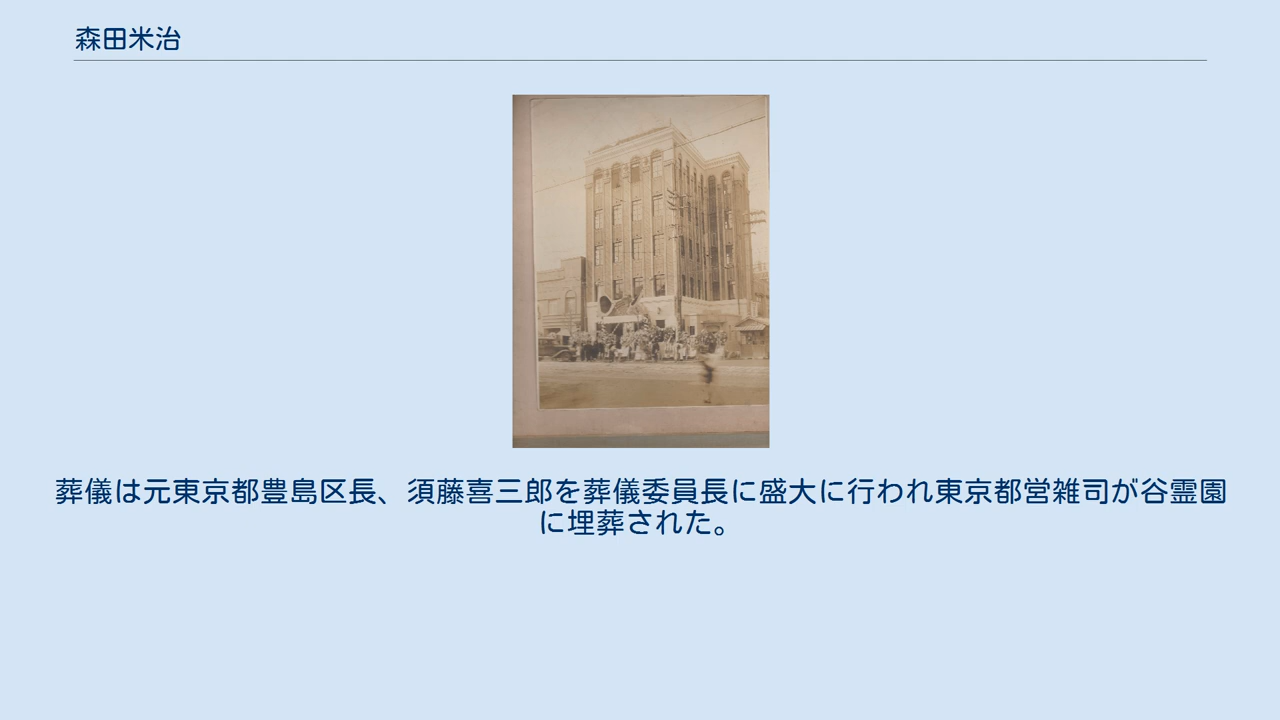 森田米治
葬儀は元東京都豊島区長、須藤喜三郎を葬儀委員長に盛大に行われ東京都営雑司が谷霊園
に埋葬された。